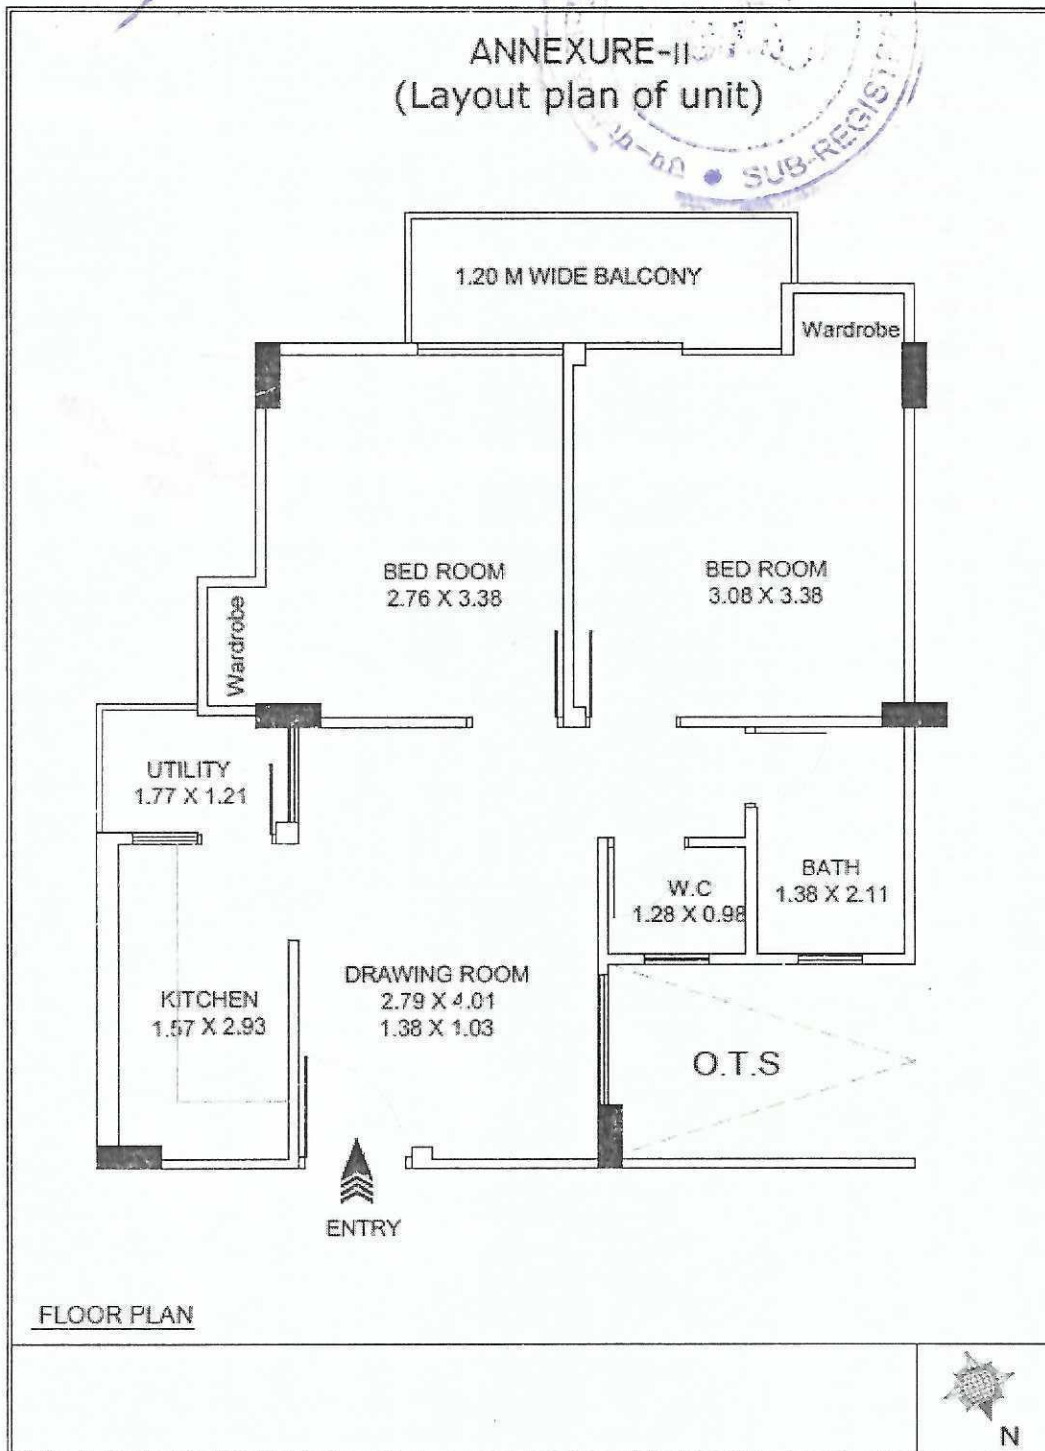 ANNEXURE-II
(Layout plan of unit)
SUB-REGIST
1.20 M WIDE BALCONY
Wardrobe
BED ROOM
2.76 X 3.38
BED ROOM
3.08 X 3.38
Wardrobe
UTILITY
1.77 X 1.21
BATH
1.38 X 2.11
W.C
1.28 X 0.98
DRAWING ROOM
2.79 X 4.01
1.38 X 1.03
KITCHEN
1.57 X 2.93
O.T.S
ENTRY
FLOOR PLAN
N